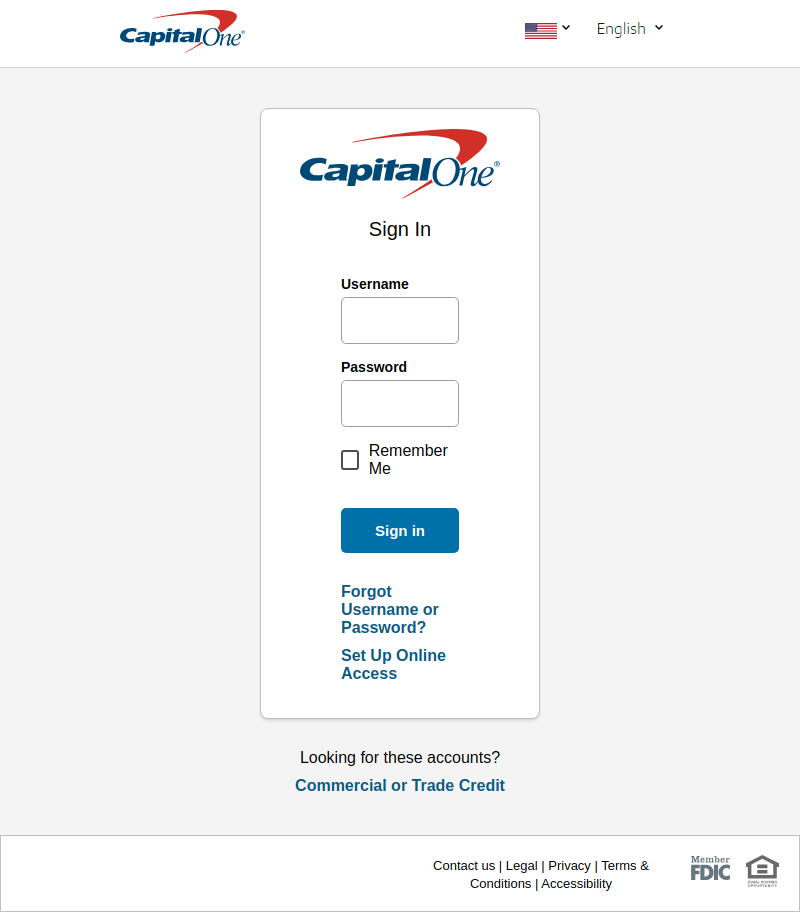 Capital One®
English
Capital One®
Sign In
Username
Password
Remember
Me
Sign in
Forgot
Username or
Password?
Set Up Online
Access
Looking for these accounts?
Commercial or Trade Credit
Contact us | Legal | Privacy | Terms &
Conditions | Accessibility
Member
FDIC
EQUAL HOUSING
OPPORTUNITY